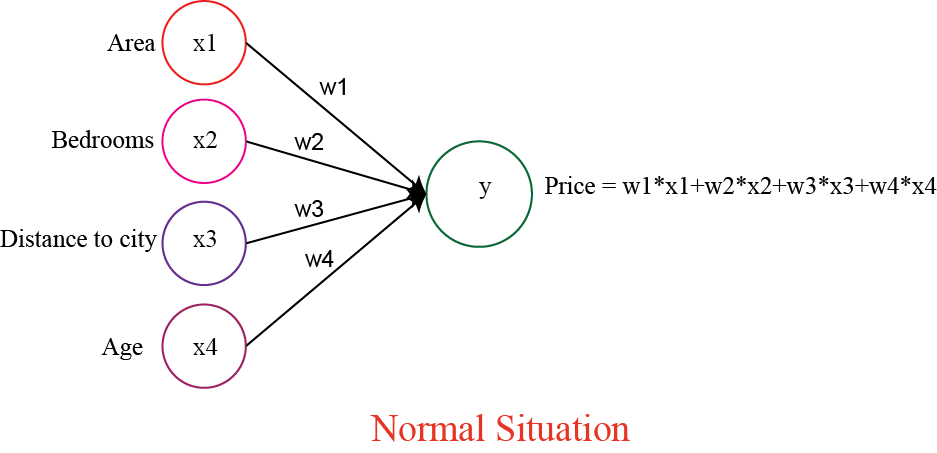 Area x1
w1
Bedrooms x2
w2
y Price = w1*x1+w2*x2+w3*x3+w4*x4
w3
Distance to city x3
w4
Age x4
Normal Situation